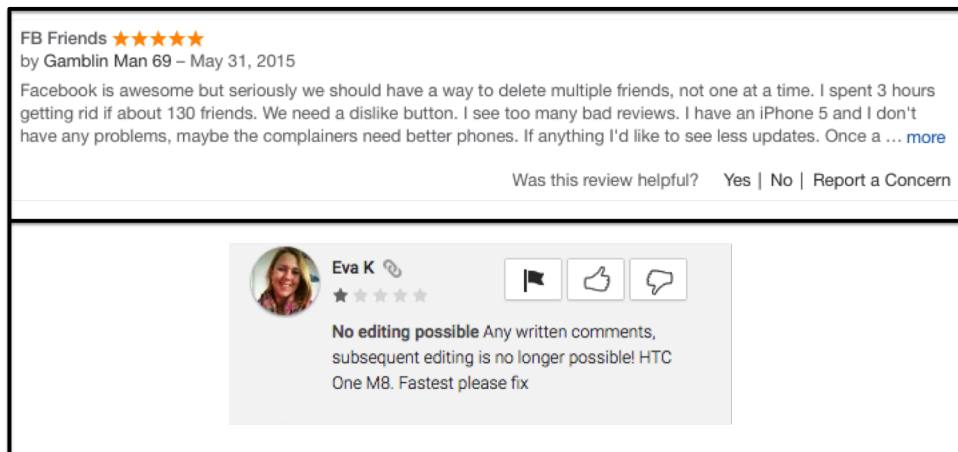 FB Friends
by Gamblin Man 69 – May 31, 2015
Facebook is awesome but seriously we should have a way to delete multiple friends, not one at a time. I spent 3 hours
getting rid if about 130 friends. We need a dislike button. I see too many bad reviews. I have an iPhone 5 and I don't
have any problems, maybe the complainers need better phones. If anything I'd like to see less updates. Once a ... more
Was this review helpful? Yes | No | Report a Concern
Eva K
No editing possible Any written comments,
subsequent editing is no longer possible! HTC
One M8. Fastest please fix